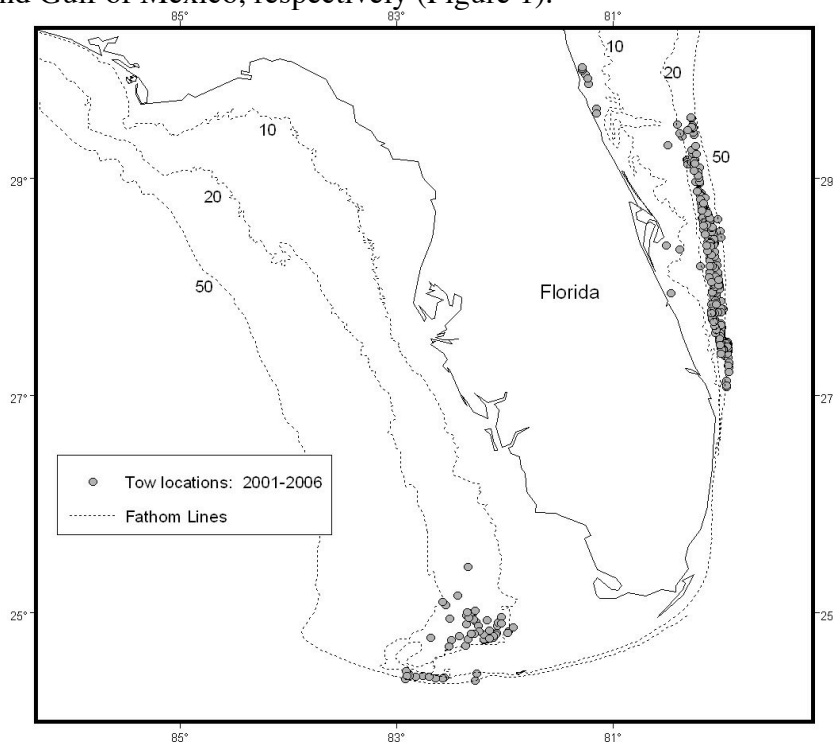 nd Gulf of Mexico, respectively (Figure 1).
85° 83° 81°
10
20
10
50
29° 29
20
50
Florida
27° 27
Tow locations: 2001-2006
Fathom Lines
25° 25
85° 83° 81°